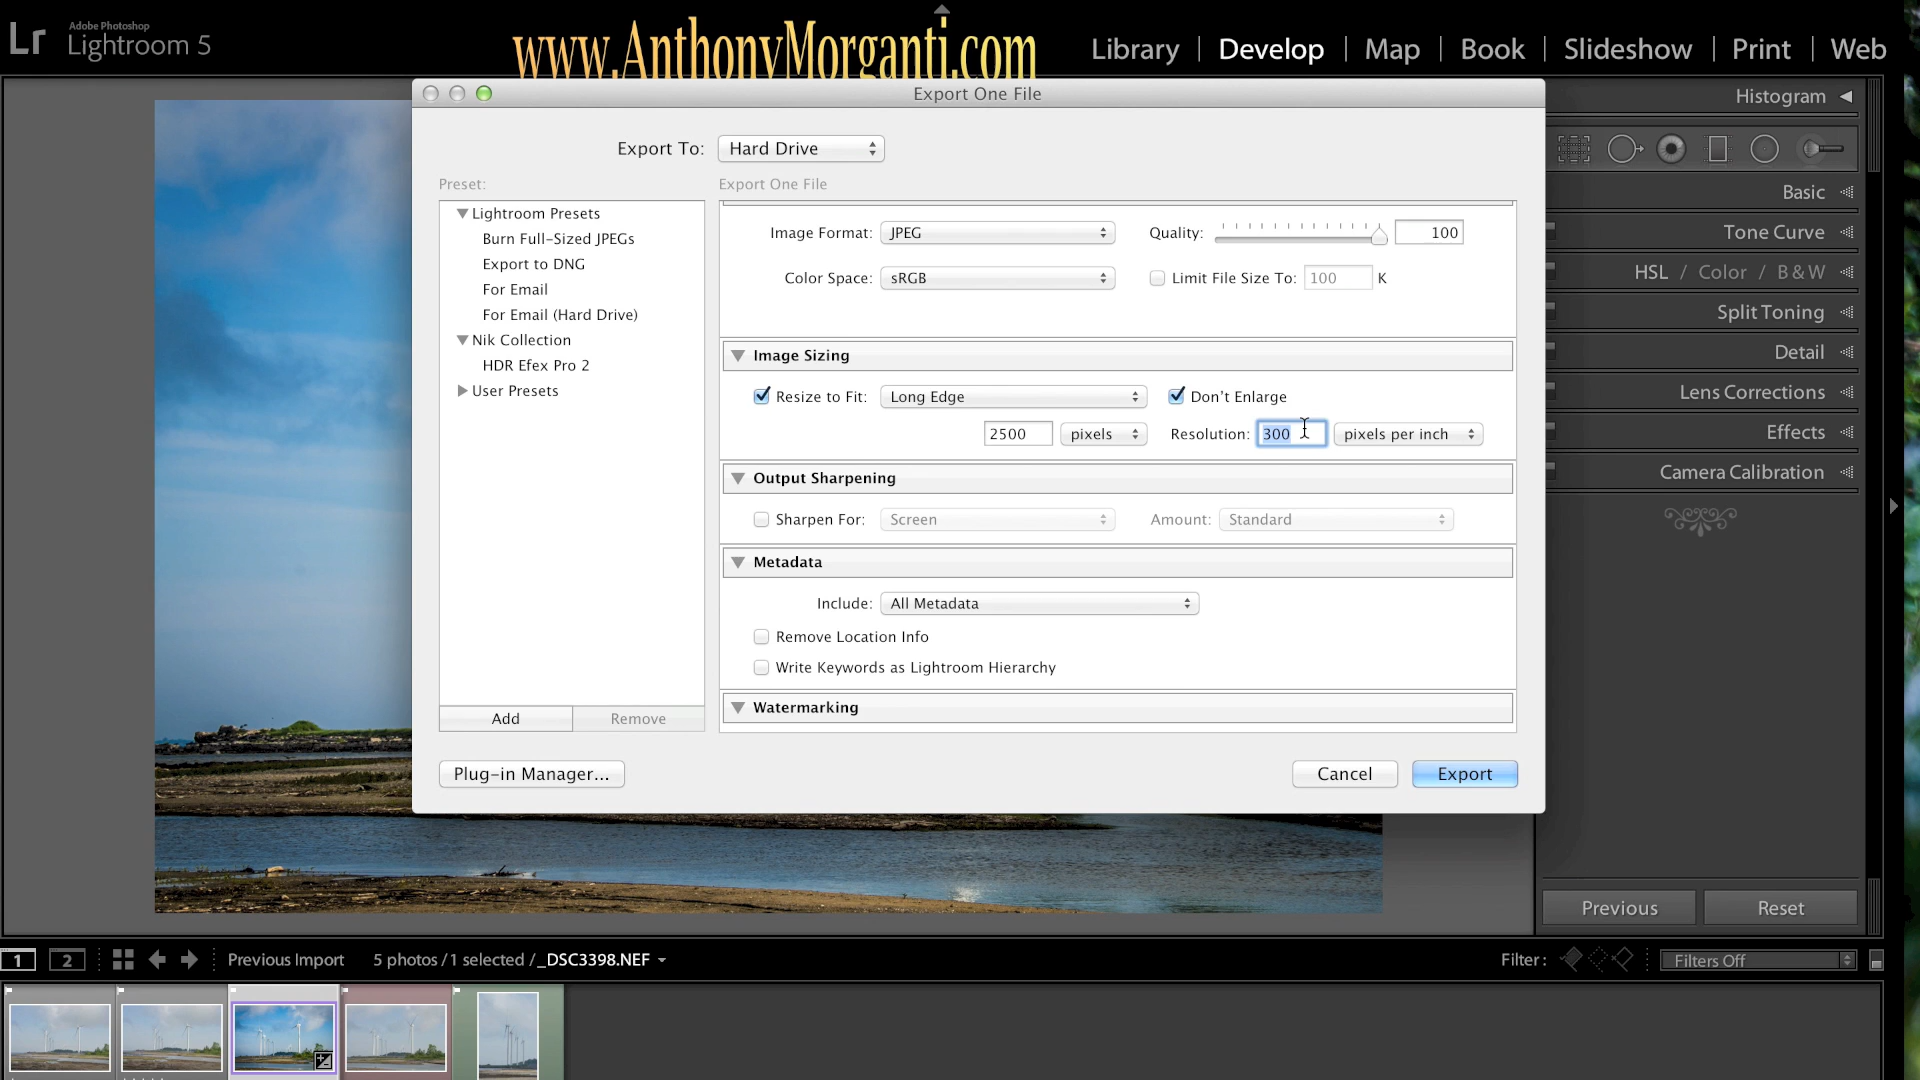 Lr Adobe Photoshop
Lightroom 5
www.AnthonyMorganti.com
Library | Develop | Map | Book | Slideshow | Print | Web
Export One File
Histogram
Export To: Hard Drive
Preset: Export One File
Lightroom Presets
Burn Full-Sized JPEGs
Export to DNG
For Email
For Email (Hard Drive)
Nik Collection
HDR Efex Pro 2
User Presets
Add Remove
Image Format: JPEG Quality: 100
Color Space: sRGB Limit File Size To: 100 K
Image Sizing
Resize to Fit: Long Edge Don't Enlarge
2500 pixels Resolution: 300 pixels per inch
Output Sharpening
Sharpen For: Screen Amount: Standard
Metadata
Include: All Metadata
Remove Location Info
Write Keywords as Lightroom Hierarchy
Watermarking
Plug-in Manager... Cancel Export
Basic
Tone Curve
HSL / Color / B & W
Split Toning
Detail
Lens Corrections
Effects
Camera Calibration
Previous Reset
1 2 Previous Import 5 photos / 1 selected / _DSC3398.NEF Filter : Filters Off